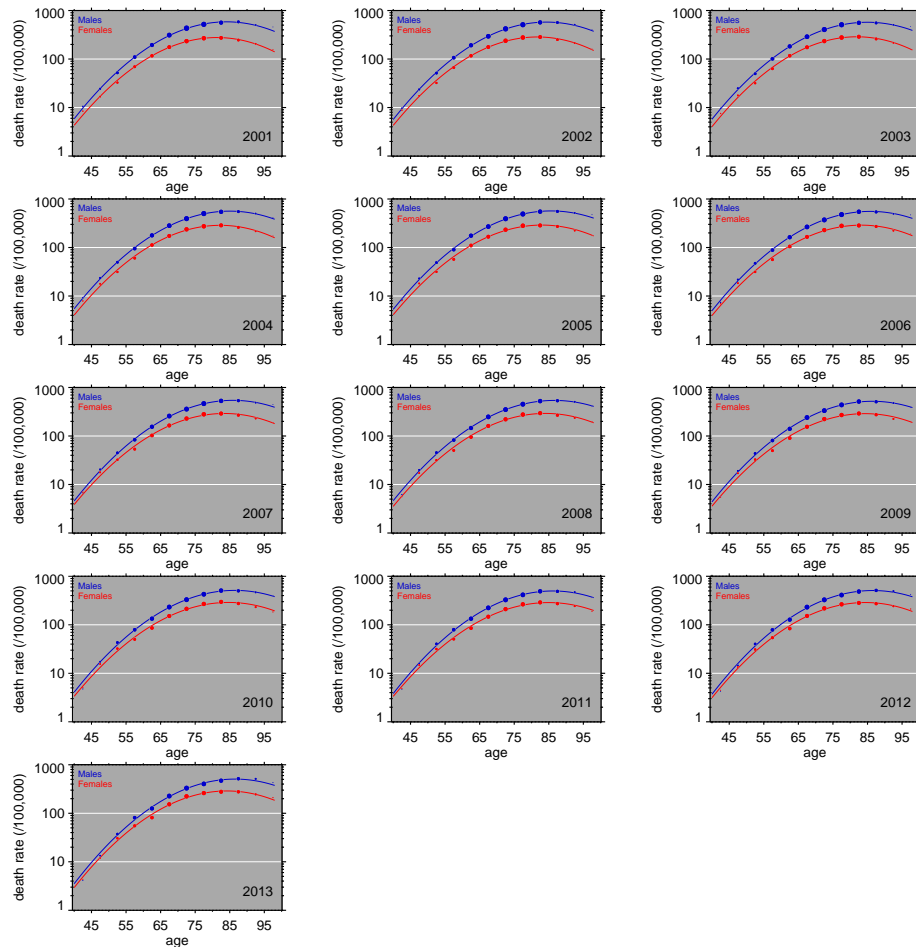 death rate (/100,000)
1000
100
10
1
Males
Females
2001
45 55 65 75 85 95
age
death rate (/100,000)
1000
100
10
1
Males
Females
2002
45 55 65 75 85 95
age
death rate (/100,000)
1000
100
10
1
Males
Females
2003
45 55 65 75 85 95
age
death rate (/100,000)
1000
100
10
1
Males
Females
2004
45 55 65 75 85 95
age
death rate (/100,000)
1000
100
10
1
Males
Females
2005
45 55 65 75 85 95
age
death rate (/100,000)
1000
100
10
1
Males
Females
2006
45 55 65 75 85 95
age
death rate (/100,000)
1000
100
10
1
Males
Females
2007
45 55 65 75 85 95
age
death rate (/100,000)
1000
100
10
1
Males
Females
2008
45 55 65 75 85 95
age
death rate (/100,000)
1000
100
10
1
Males
Females
2009
45 55 65 75 85 95
age
death rate (/100,000)
1000
100
10
1
Males
Females
2010
45 55 65 75 85 95
age
death rate (/100,000)
1000
100
10
1
Males
Females
2011
45 55 65 75 85 95
age
death rate (/100,000)
1000
100
10
1
Males
Females
2012
45 55 65 75 85 95
age
death rate (/100,000)
1000
100
10
1
Males
Females
2013
45 55 65 75 85 95
age